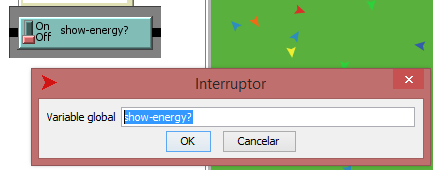 On
Off
show-energy?
Interruptor
Variable global show-energy?
OK Cancelar